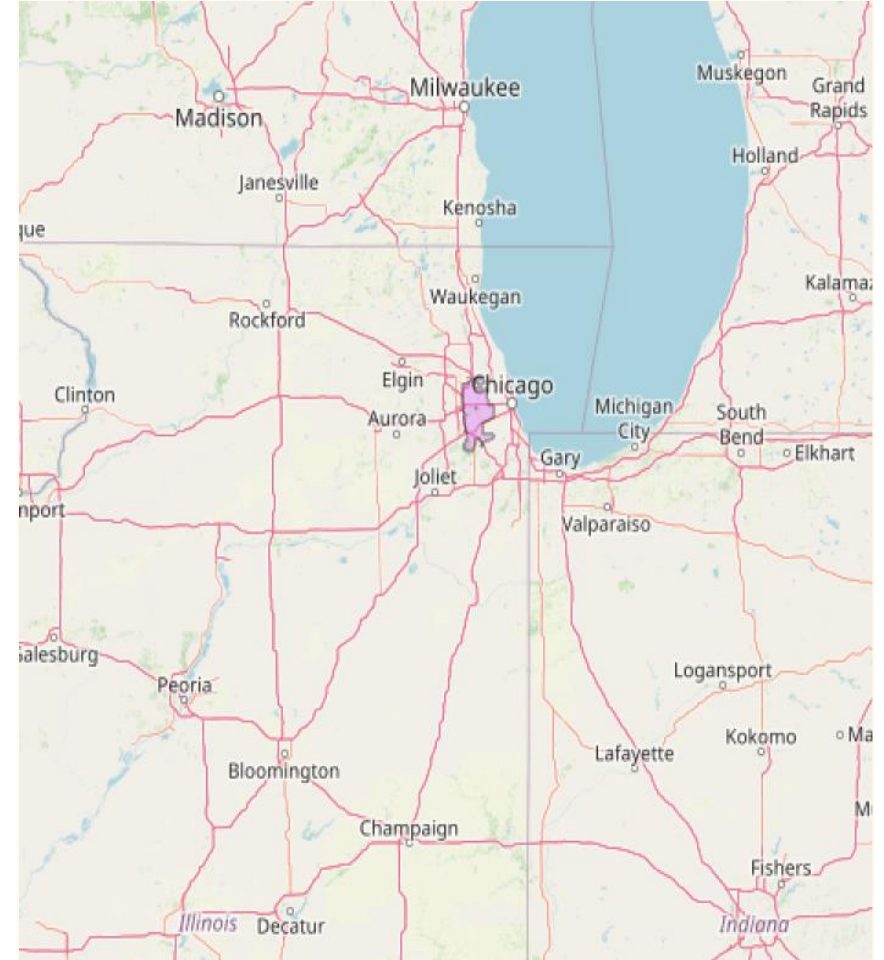 Muskegon
Milwaukee
Grand
Rapids
Madison
Holland
Janesville
Kenosha
que
Kalama
Waukegan
Rockford
Elgin
Chicago
Clinton
Michigan
City
South
Bend
Aurora
Elkhart
Gary
Joliet
nport
Valparaiso
Galesburg
Logansport
Peoria
Kokomo
Ma
Lafayette
Bloomington
Champaign
Fishers
Illinois
Decatur
Indiana